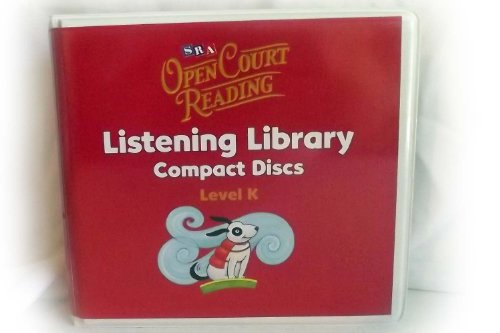 SRA
OPEN COURT
READING
Listening Library
Compact Discs
Level K